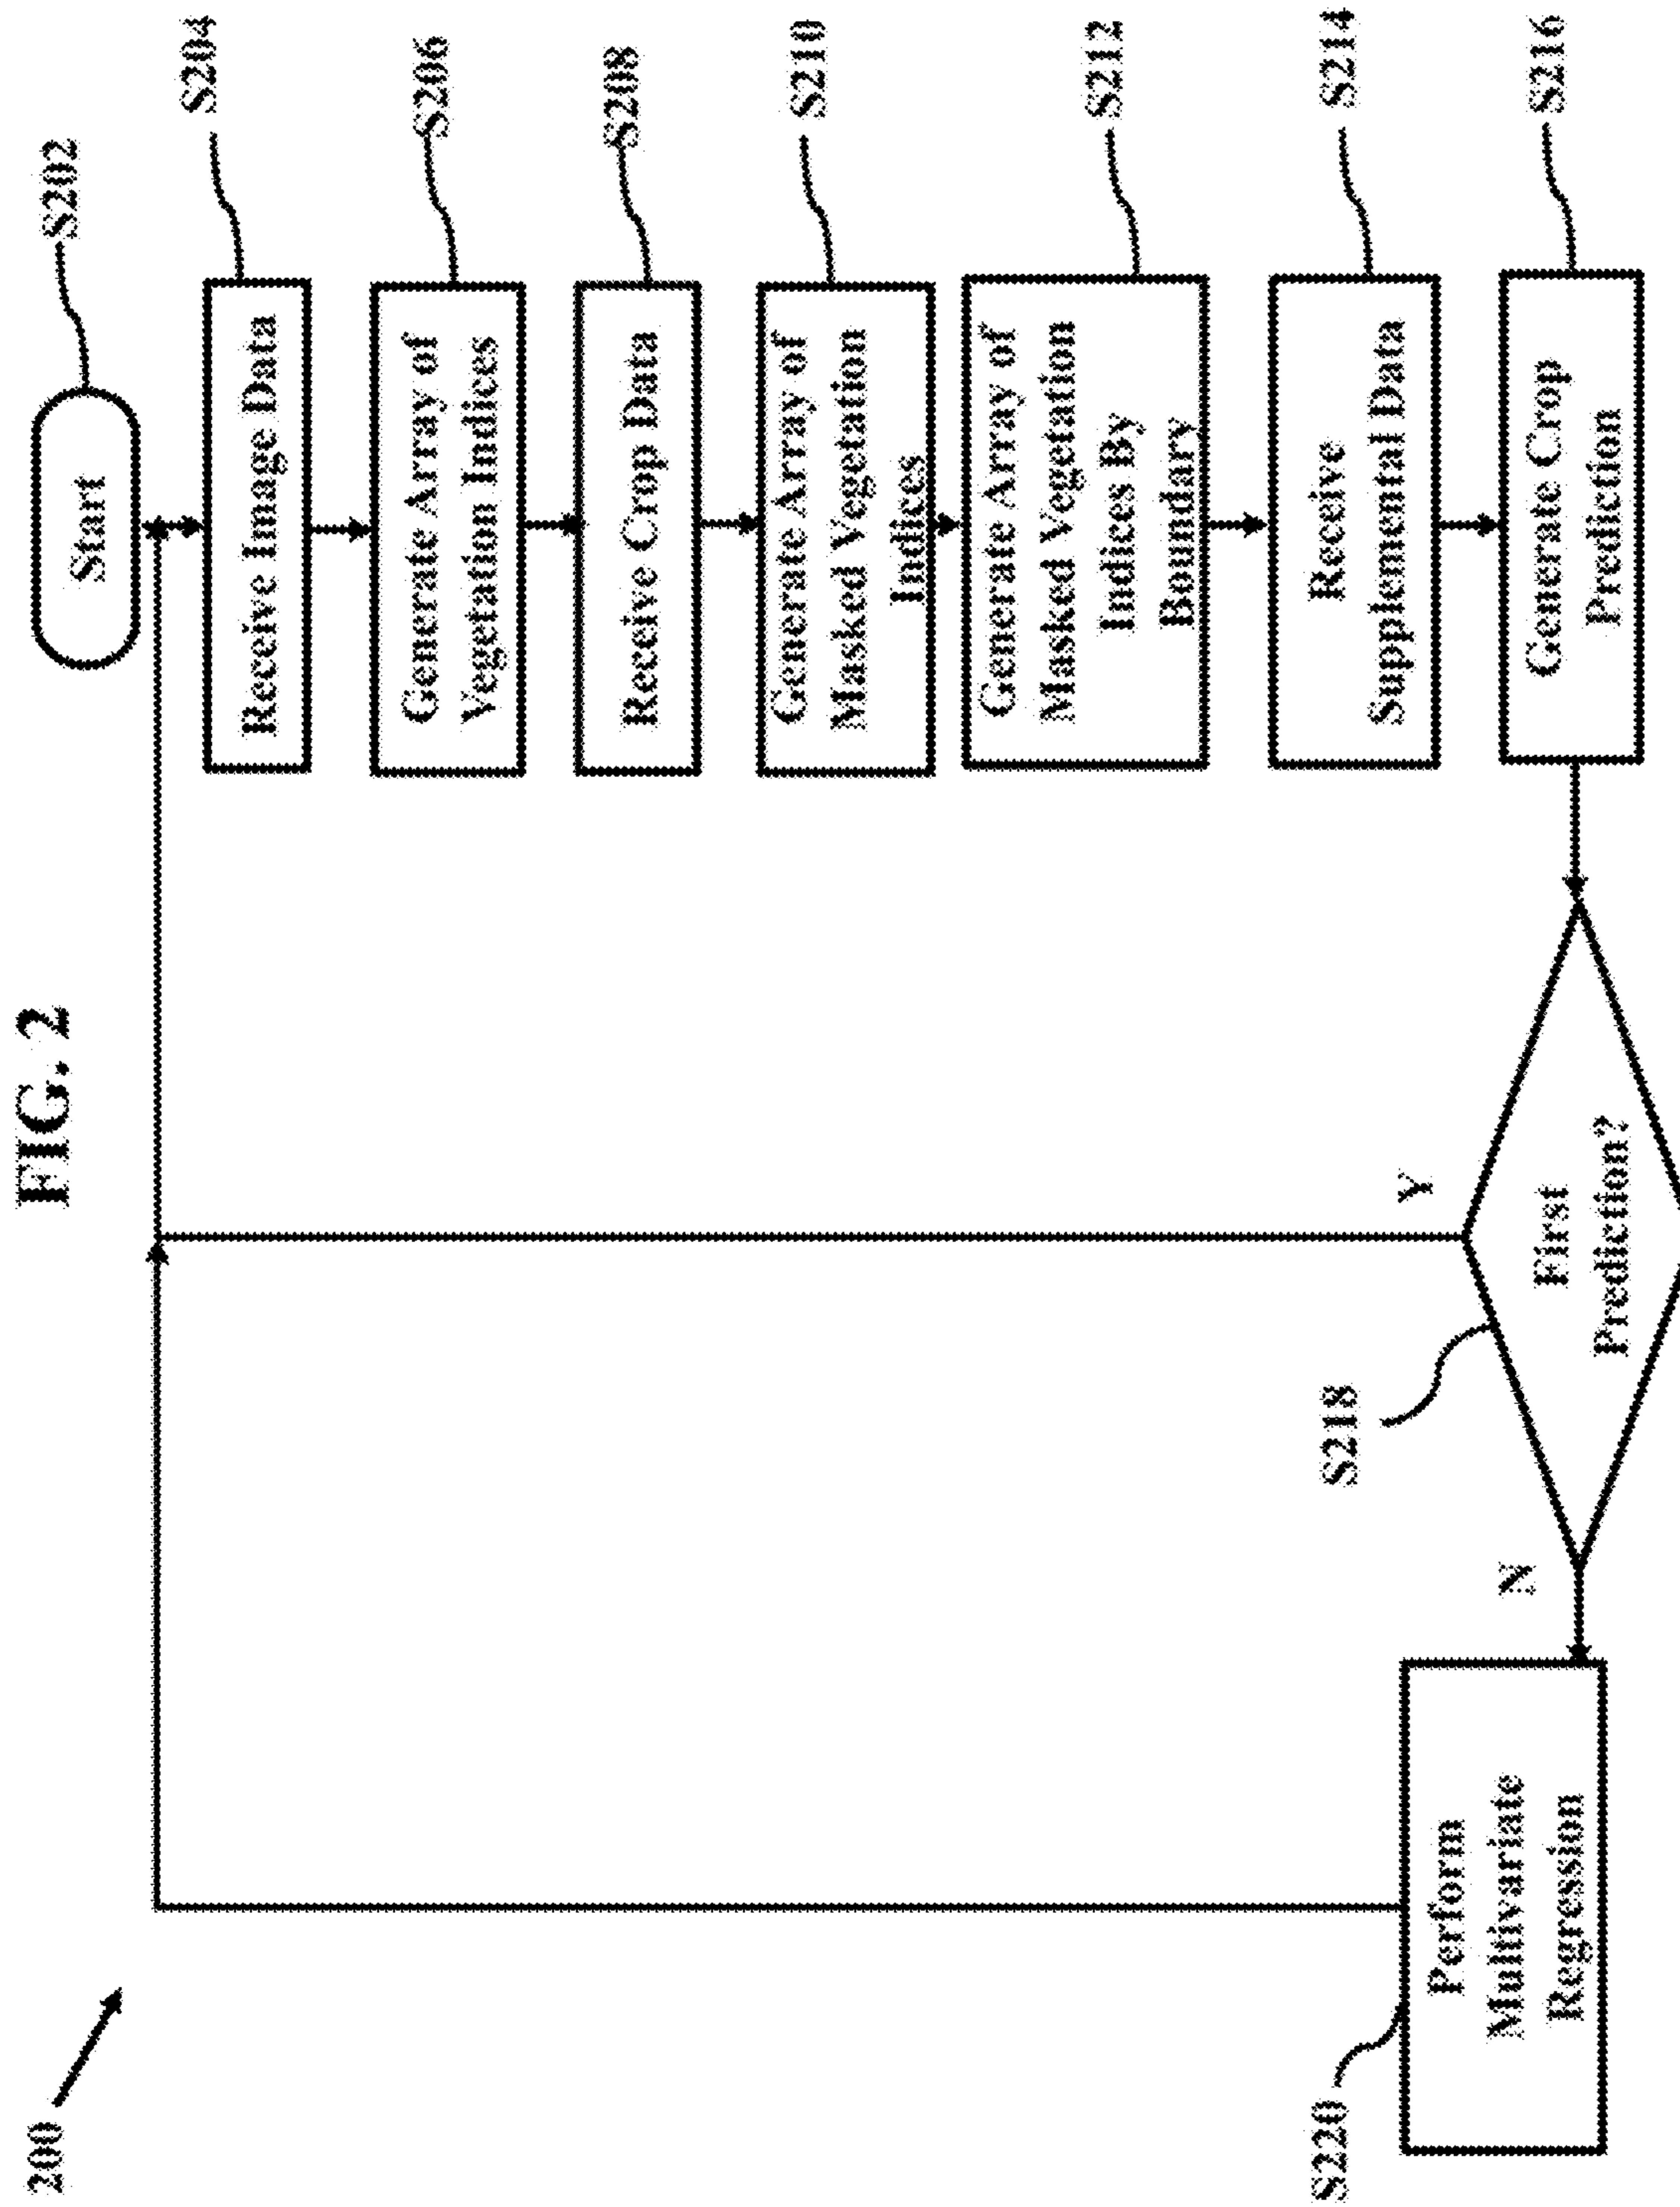 FIG. 2
200
Start
S202
Receive Image Data
S204
Generate Array of
Vegetation Indices
S206
Receive Crop Data
S208
Generate Array of
Masked Vegetation
Indices
S210
Generate Array of
Masked Vegetation
Indices By
Boundary
S212
Receive
Supplemental Data
S214
Generate Crop
Prediction
S216
First
Prediction?
S218
Y
N
Perform
Multivariate
Regression
S220